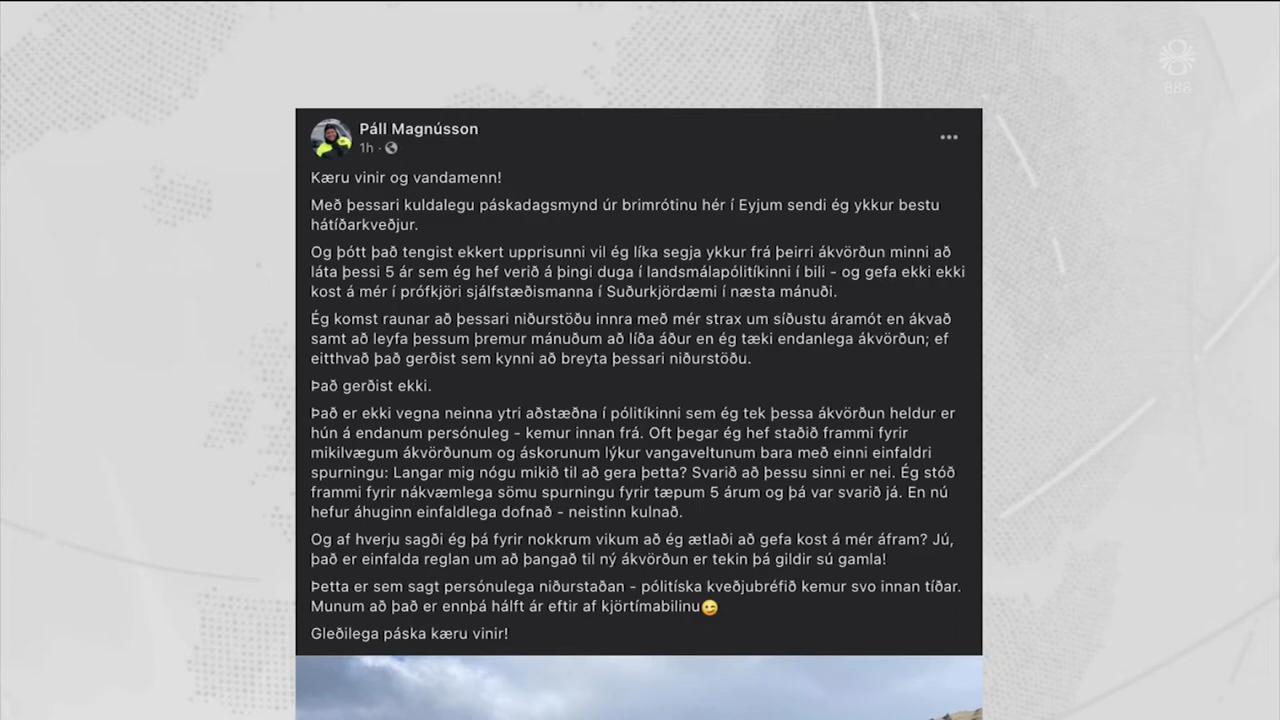 888
Páll Magnússon
1h ·
Kæru vinir og vandamenn!
Með þessari kuldalegu páskadagsmynd úr brimrótinu hér í Eyjum sendi ég ykkur bestu
hátíðarkveðjur.
Og þótt það tengist ekkert upprisunni vil ég líka segja ykkur frá þeirri ákvörðun minni að
láta þessi 5 ár sem ég hef verið á þingi duga í landsmálapólitíkinni í bili - og gefa ekki ekki
kost á mér í prófkjöri sjálfstæðismanna í Suðurkjördæmi í næsta mánuði.
Ég komst raunar að þessari niðurstöðu innra með mér strax um síðustu áramót en ákvað
samt að leyfa þessum þremur mánuðum að líða áður en ég tæki endanlega ákvörðun; ef
eitthvað það gerðist sem kynni að breyta þessari niðurstöðu.
Það gerðist ekki.
Það er ekki vegna neinna ytri aðstæðna í pólitíkinni sem ég tek þessa ákvörðun heldur er
hún á endanum persónuleg - kemur innan frá. Oft þegar ég hef staðið frammi fyrir
mikilvægum ákvörðunum og áskorunum lýkur vangaveltunum bara með einni einfaldri
spurningu: Langar mig nógu mikið til að gera þetta? Svarið að þessu sinni er nei. Ég stóð
frammi fyrir nákvæmlega sömu spurningu fyrir tæpum 5 árum og þá var svarið já. En nú
hefur áhuginn einfaldlega dofnað - neistinn kulnað.
Og af hverju sagði ég þá fyrir nokkrum vikum að ég ætlaði að gefa kost á mér áfram? Jú,
það er einfalda reglan um að þangað til ný ákvörðun er tekin þá gildir sú gamla!
Þetta er sem sagt persónulega niðurstaðan - pólitíska kveðjubréfið kemur svo innan tíðar.
Munum að það er ennþá hálft ár eftir af kjörtímabilinu😜
Gleðilega páska kæru vinir!